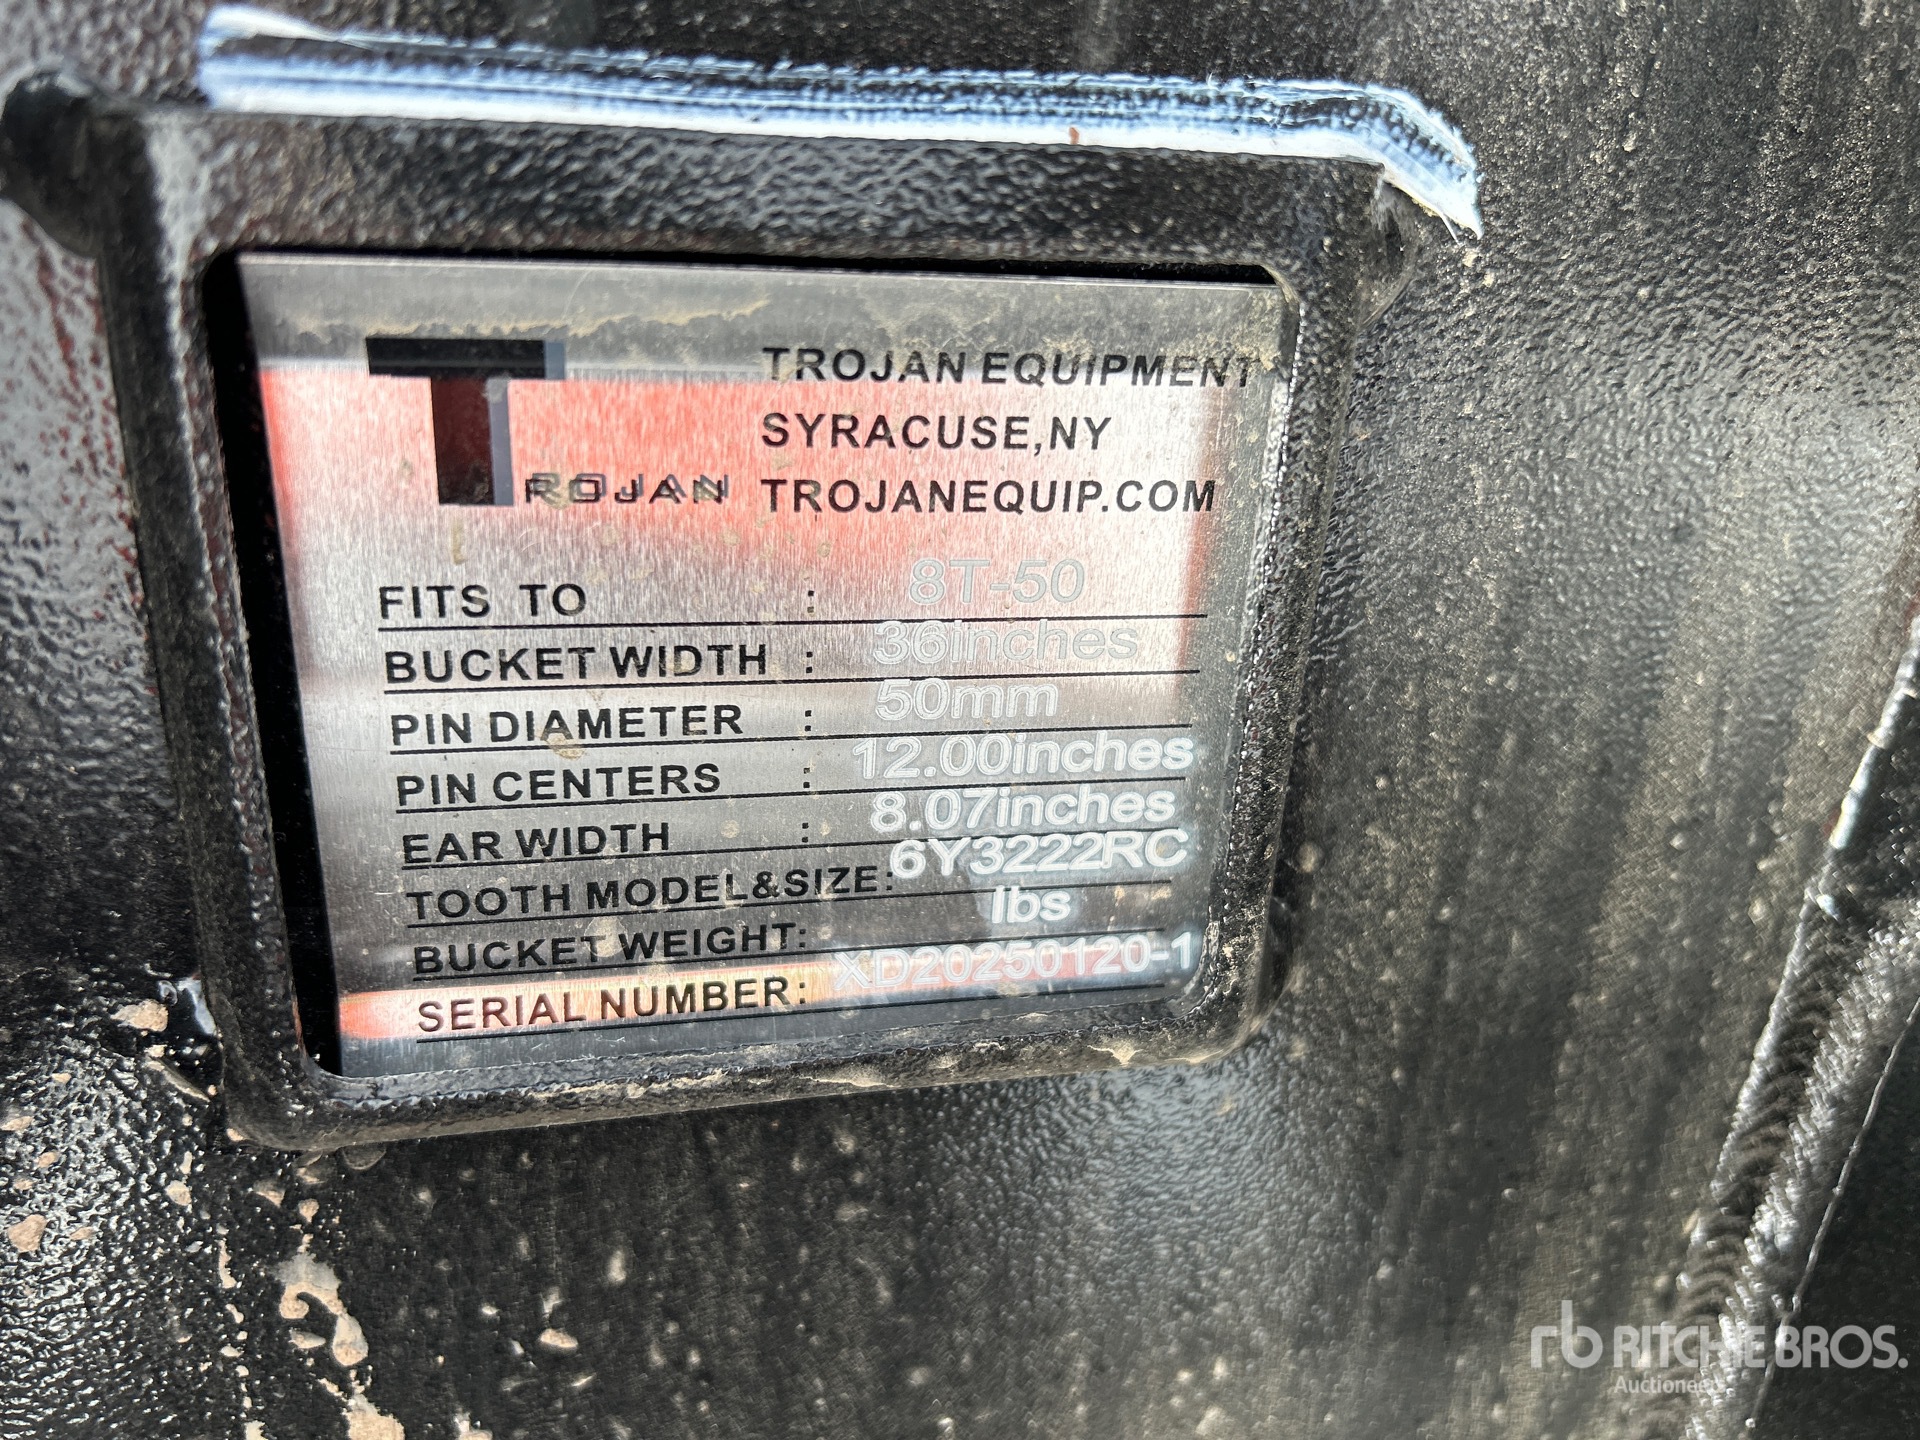 TROJAN
TROJAN EQUIPMENT
SYRACUSE,NY
TROJANEQUIP.COM
FITS TO : 8T-50
BUCKET WIDTH : 36inches
PIN DIAMETER : 50mm
PIN CENTERS : 12.00inches
EAR WIDTH : 8.07inches
TOOTH MODEL&SIZE: 6Y3222RC
BUCKET WEIGHT: lbs
SERIAL NUMBER: XD20250120-1
rb RITCHIE BROS.
Auctioneers